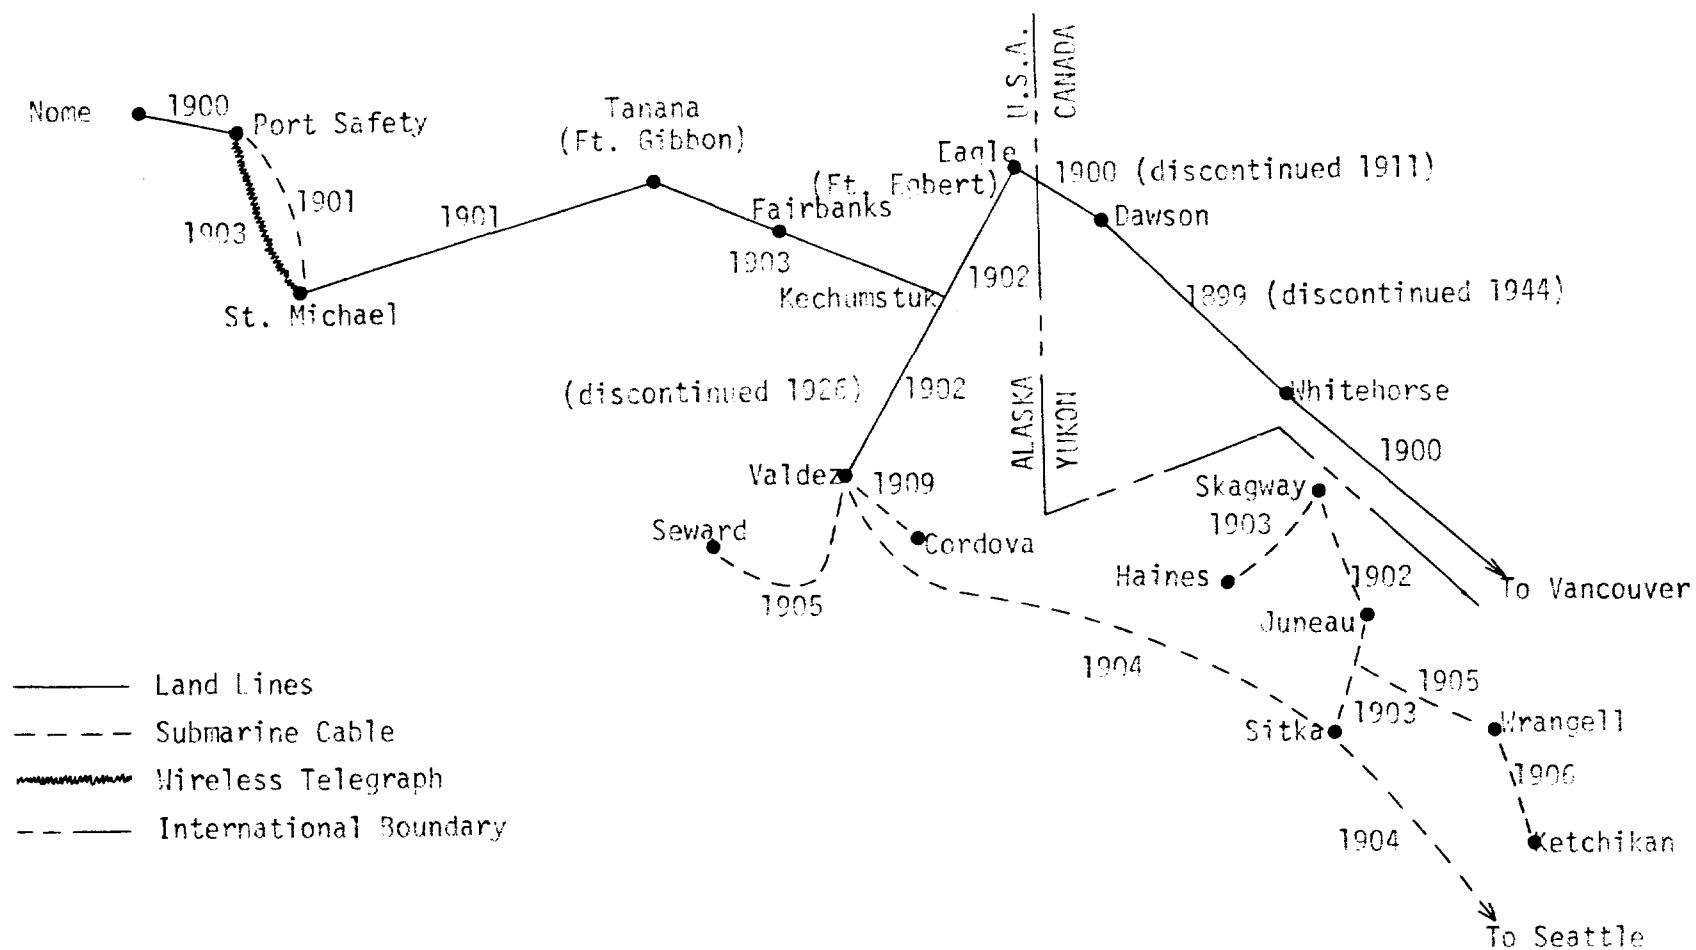 U.S.A.
CANADA
Nome
1900
Port Safety
Tanana
(Ft. Gibbon)
Eagle
(Ft. Egbert)
1900 (discontinued 1911)
1901
1901
Fairbanks
Dawson
1903
1903
1902
Kechumstuk
1899 (discontinued 1944)
St. Michael
(discontinued 1926)
1902
ALASKA
YUKON
Whitehorse
1900
Valdez
1909
Skagway
1903
Seward
Cordova
Haines
1902
To Vancouver
1905
Juneau
1904
1905
Land Lines
1903
Wrangell
Submarine Cable
Sitka
1906
Wireless Telegraph
International Boundary
1904
Ketchikan
To Seattle